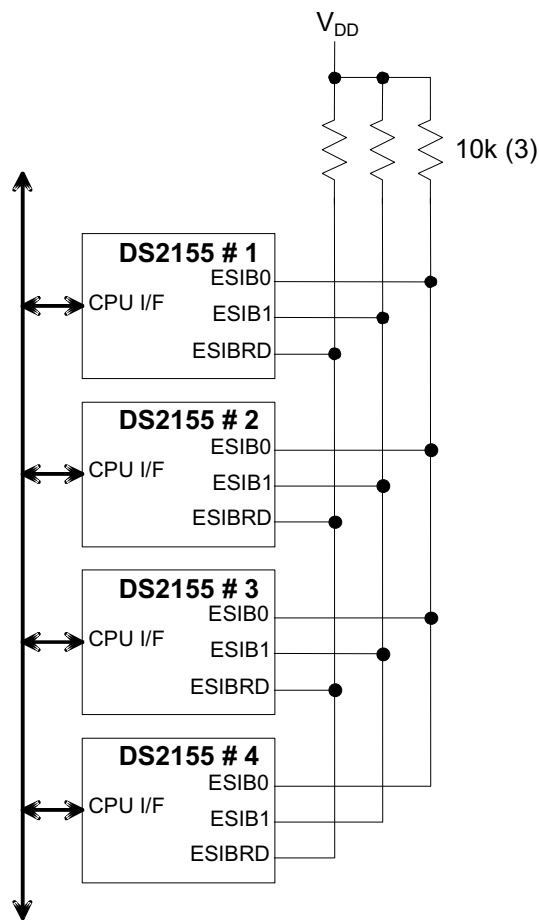 VDD
10k (3)
DS2155 # 1
ESIB0
CPU I/F
ESIB1
ESIBRD
DS2155 # 2
ESIB0
CPU I/F
ESIB1
ESIBRD
DS2155 # 3
ESIB0
CPU I/F
ESIB1
ESIBRD
DS2155 # 4
ESIB0
CPU I/F
ESIB1
ESIBRD